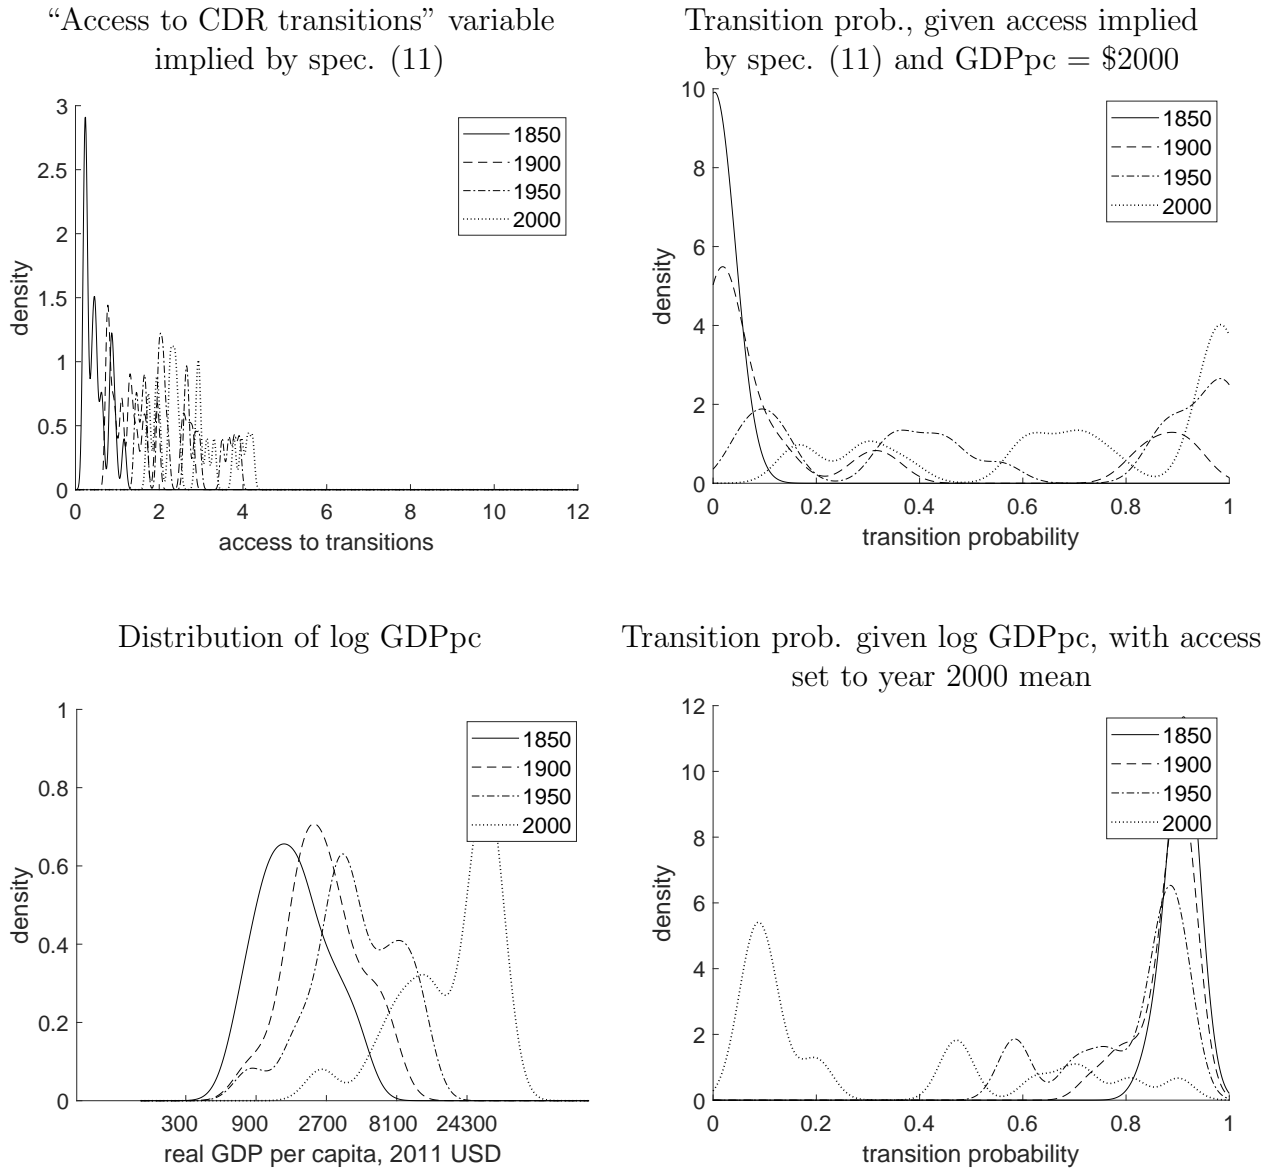 “Access to CDR transitions” variable
implied by spec. (11)
3
2.5
2
1.5
1
0.5
0
density
1850
1900
1950
2000
0 2 4 6 8 10 12
access to transitions
Transition prob., given access implied
by spec. (11) and GDPpc = $2000
10
8
6
4
2
0
density
1850
1900
1950
2000
0 0.2 0.4 0.6 0.8 1
transition probability
Distribution of log GDPpc
1
0.8
0.6
0.4
0.2
0
density
1850
1900
1950
2000
300 900 2700 8100 24300
real GDP per capita, 2011 USD
Transition prob. given log GDPpc, with access
set to year 2000 mean
12
10
8
6
4
2
0
density
1850
1900
1950
2000
0 0.2 0.4 0.6 0.8 1
transition probability